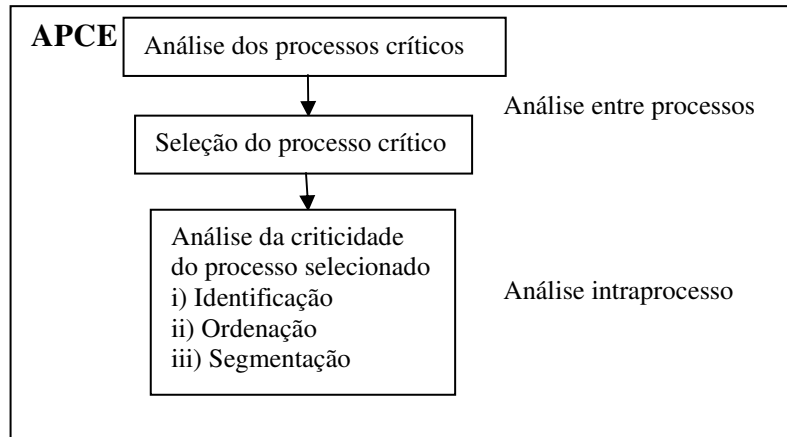 APCE
Análise dos processos críticos
Análise entre processos
Seleção do processo crítico
Análise da criticidade
do processo selecionado
i) Identificação
ii) Ordenação
iii) Segmentação
Análise intraprocesso